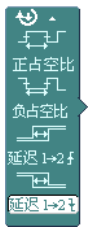 正占空比
负占空比
延迟 1→2 ⨍
延迟 1→2 ⨎